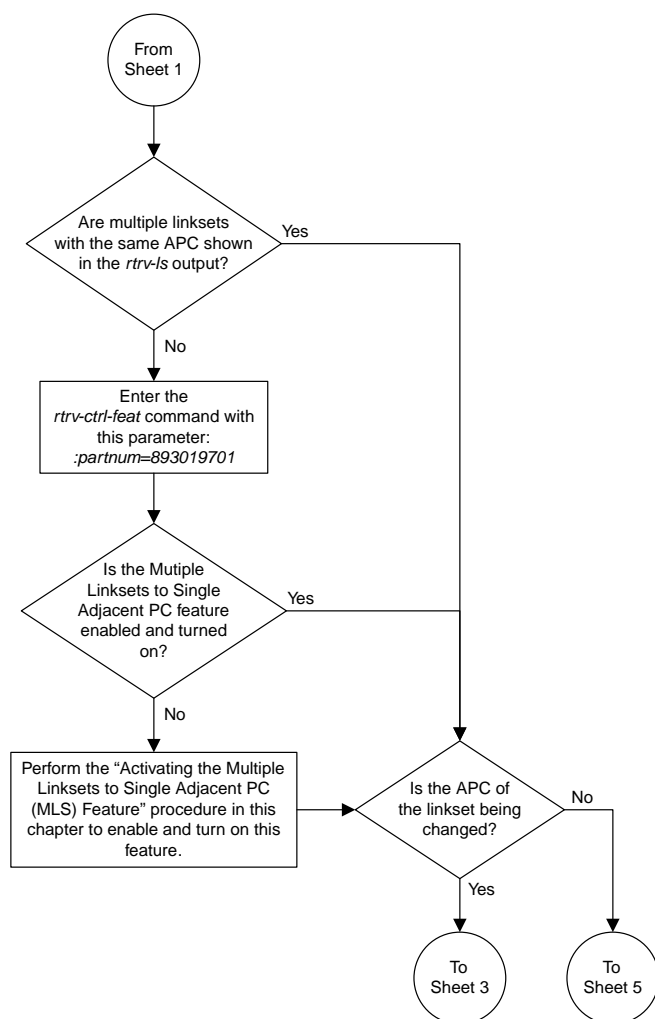 From
Sheet 1
Are multiple linksets
with the same APC shown
in the rtrv-ls output?
Yes
No
Enter the
rtrv-ctrl-feat command with
this parameter:
:partnum=893019701
Is the Mutiple
Linksets to Single
Adjacent PC feature
enabled and turned
on?
Yes
No
Perform the “Activating the Multiple
Linksets to Single Adjacent PC
(MLS) Feature” procedure in this
chapter to enable and turn on this
feature.
Is the APC of
the linkset being
changed?
No
Yes
To
Sheet 3
To
Sheet 5